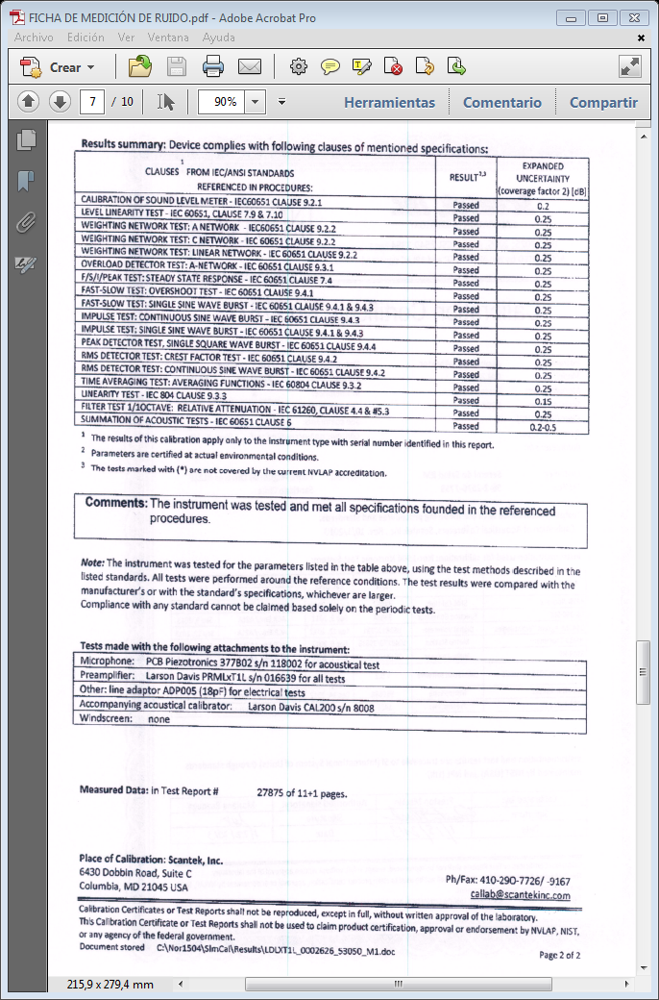 FICHA DE MEDICIÓN DE RUIDO.pdf - Adobe Acrobat Pro
Archivo Edición Ver Ventana Ayuda
Crear
7 / 10 90% Herramientas Comentario Compartir
Results summary: Device complies with following clauses of mentioned specifications:
CLAUSES 1 FROM IEC/ANSI STANDARDS REFERENCED IN PROCEDURES: RESULT 2,3 EXPANDED UNCERTAINTY (coverage factor 2) [dB]
CALIBRATION OF SOUND LEVEL METER - IEC60651 CLAUSE 9.2.1 Passed 0.2
LEVEL LINEARITY TEST - IEC 60651, CLAUSE 7.9 & 7.10 Passed 0.25
WEIGHTING NETWORK TEST: A NETWORK - IEC60651 CLAUSE 9.2.2 Passed 0.25
WEIGHTING NETWORK TEST: C NETWORK - IEC 60651 CLAUSE 9.2.2 Passed 0.25
WEIGHTING NETWORK TEST: LINEAR NETWORK - IEC 60651 CLAUSE 9.2.2 Passed 0.25
OVERLOAD DETECTOR TEST: A-NETWORK - IEC 60651 CLAUSE 9.3.1 Passed 0.25
F/S/I/PEAK TEST: STEADY STATE RESPONSE - IEC 60651 CLAUSE 7.4 Passed 0.25
FAST-SLOW TEST: OVERSHOOT TEST - IEC 60651 CLAUSE 9.4.1 Passed 0.25
FAST-SLOW TEST: SINGLE SINE WAVE BURST - IEC 60651 CLAUSE 9.4.1 & 9.4.3 Passed 0.25
IMPULSE TEST: CONTINUOUS SINE WAVE BURST - IEC 60651 CLAUSE 9.4.3 Passed 0.25
IMPULSE TEST: SINGLE SINE WAVE BURST - IEC 60651 CLAUSE 9.4.1 & 9.4.3 Passed 0.25
PEAK DETECTOR TEST, SINGLE SQUARE WAVE BURST - IEC 60651 CLAUSE 9.4.4 Passed 0.25
RMS DETECTOR TEST: CREST FACTOR TEST - IEC 60651 CLAUSE 9.4.2 Passed 0.25
RMS DETECTOR TEST: CONTINUOUS SINE WAVE BURST - IEC 60651 CLAUSE 9.4.2 Passed 0.25
TIME AVERAGING TEST: AVERAGING FUNCTIONS - IEC 60804 CLAUSE 9.3.2 Passed 0.25
LINEARITY TEST - IEC 804 CLAUSE 9.3.3 Passed 0.15
FILTER TEST 1/1OCTAVE: RELATIVE ATTENUATION - IEC 61260, CLAUSE 4.4 & #5.3 Passed 0.25
SUMMATION OF ACOUSTIC TESTS - IEC 60651 CLAUSE 6 Passed 0.2-0.5
1 The results of this calibration apply only to the instrument type with serial number identified in this report.
2 Parameters are certified at actual environmental conditions.
3 The tests marked with (*) are not covered by the current NVLAP accreditation.
Comments: The instrument was tested and met all specifications founded in the referenced
procedures.
Note: The instrument was tested for the parameters listed in the table above, using the test methods described in the
listed standards. All tests were performed around the reference conditions. The test results were compared with the
manufacturer's or with the standard's specifications, whichever are larger.
Compliance with any standard cannot be claimed based solely on the periodic tests.
Tests made with the following attachments to the instrument:
Microphone: PCB Piezotronics 377B02 s/n 118002 for acoustical test
Preamplifier: Larson Davis PRMLxT1L s/n 016639 for all tests
Other: line adaptor ADP005 (18pF) for electrical tests
Accompanying acoustical calibrator: Larson Davis CAL200 s/n 8008
Windscreen: none
Measured Data: in Test Report # 27875 of 11+1 pages.
Place of Calibration: Scantek, Inc.
6430 Dobbin Road, Suite C
Columbia, MD 21045 USA
Ph/Fax: 410-290-7726/ -9167
callab@scantekinc.com
Calibration Certificates or Test Reports shall not be reproduced, except in full, without written approval of the laboratory.
This Calibration Certificate or Test Reports shall not be used to claim product certification, approval or endorsement by NVLAP, NIST,
or any agency of the federal government.
Document stored C:\Nor1504\SlmCal\Results\LDLXT1L_0002626_53050_M1.doc Page 2 of 2
215,9 x 279,4 mm